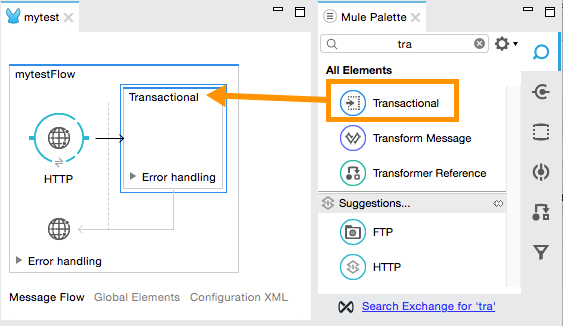 mytest
mytestFlow
Transactional
HTTP
Error handling
Error handling
Message Flow Global Elements Configuration XML
Mule Palette
tra
All Elements
Transactional
Transform Message
Transformer Reference
Suggestions...
FTP
HTTP
Search Exchange for 'tra'